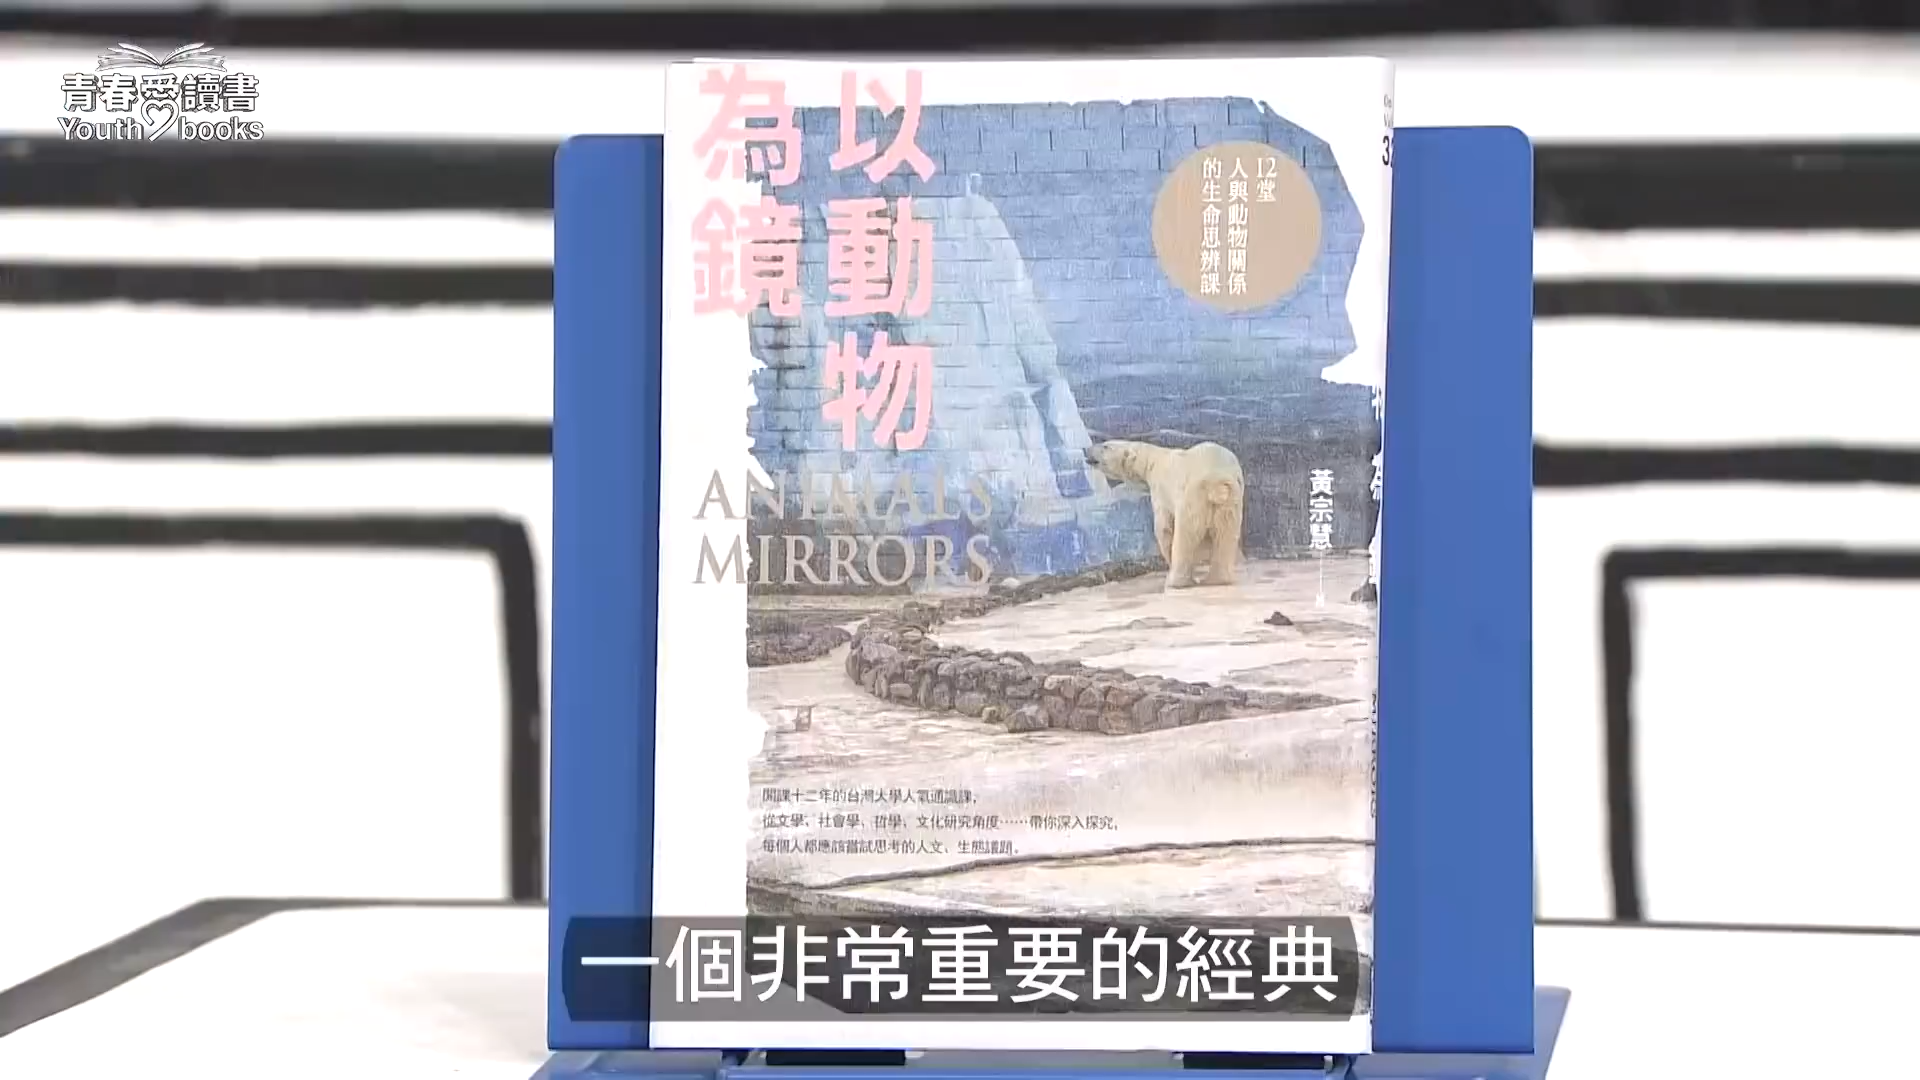 青春愛讀書
Youth books
以動物
為鏡
12堂
人與動物關係
的生命思辨課
ANIMALS
MIRRORS
黃宗慧
開課十二年的台灣大學人氣通識課,
從文學、社會學、哲學、文化研究角度……帶你深入探究,
每個人都應該嘗試思考的人文、生態議題。
MIRRORS
一個非常重要的經典